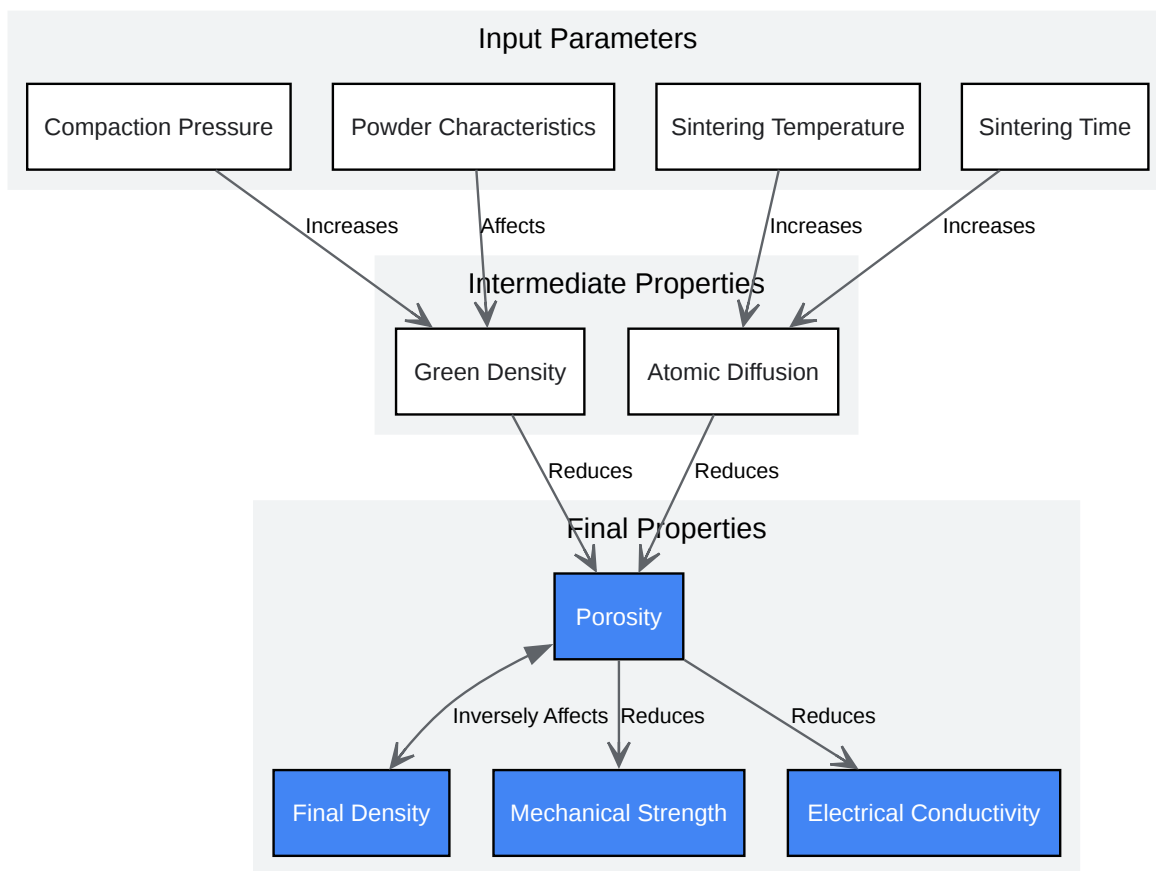 Input Parameters
Compaction Pressure
Powder Characteristics
Sintering Temperature
Sintering Time
Increases
Affects
Increases
Increases
Intermediate Properties
Green Density
Atomic Diffusion
Reduces
Reduces
Final Properties
Porosity
Inversely Affects
Reduces
Reduces
Final Density
Mechanical Strength
Electrical Conductivity